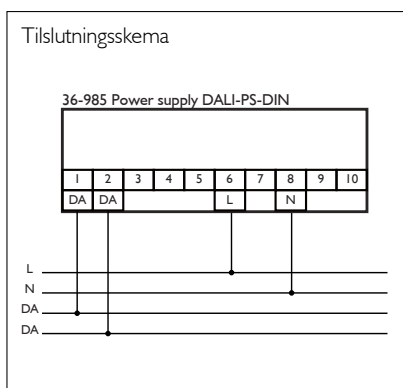 Tilslutningsskema
36-985 Power supply DALI-PS-DIN
1 2 3 4 5 6 7 8 9 10
DA DA L N
L
N
DA
DA